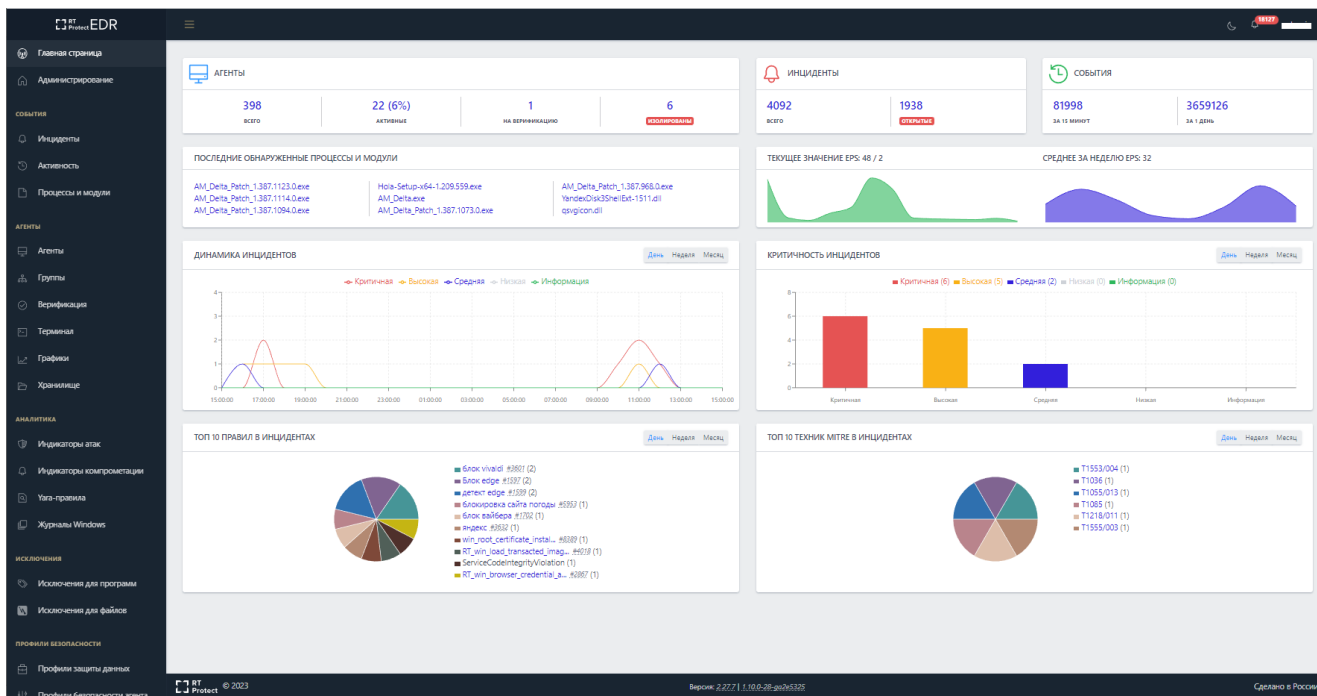 RT Protect EDR
18127
Главная страница
Администрирование
СОБЫТИЯ
Инциденты
Активность
Процессы и модули
АГЕНТЫ
Агенты
Группы
Верификация
Терминал
Графики
Хранилище
АНАЛИТИКА
Индикаторы атак
Индикаторы компрометации
Yara-правила
Журналы Windows
ИСКЛЮЧЕНИЯ
Исключения для программ
Исключения для файлов
ПРОФИЛИ БЕЗОПАСНОСТИ
Профили защиты данных
Профили безопасности агента
АГЕНТЫ
398 22 (6%) 1 6
ВСЕГО АКТИВНЫЕ НА ВЕРИФИКАЦИЮ ИЗОЛИРОВАНЫ
ИНЦИДЕНТЫ
4092 1938
ВСЕГО ОТКРЫТЫЕ
СОБЫТИЯ
81998 3659126
ЗА 15 МИНУТ ЗА 1 ДЕНЬ
ПОСЛЕДНИЕ ОБНАРУЖЕННЫЕ ПРОЦЕССЫ И МОДУЛИ
AM_Delta_Patch_1.387.1123.0.exe Hola-Setup-x64-1.209.559.exe AM_Delta_Patch_1.387.968.0.exe
AM_Delta_Patch_1.387.1114.0.exe AM_Delta.exe YandexDisk3ShellExt-1511.dll
AM_Delta_Patch_1.387.1094.0.exe AM_Delta_Patch_1.387.1073.0.exe qsvgicon.dll
ТЕКУЩЕЕ ЗНАЧЕНИЕ EPS: 48 / 2 СРЕДНЕЕ ЗА НЕДЕЛЮ EPS: 32
ДИНАМИКА ИНЦИДЕНТОВ День Неделя Месяц
Критичная Высокая Средняя Низкая Информация
4
3
2
1
0
15:00:00 17:00:00 19:00:00 21:00:00 23:00:00 01:00:00 03:00:00 05:00:00 07:00:00 09:00:00 11:00:00 13:00:00 15:00:00
КРИТИЧНОСТЬ ИНЦИДЕНТОВ День Неделя Месяц
Критичная (6) Высокая (5) Средняя (2) Низкая (0) Информация (0)
8
6
4
2
0
Критичная Высокая Средняя Низкая Информация
ТОП 10 ПРАВИЛ В ИНЦИДЕНТАХ День Неделя Месяц
блок vivaldi #3601 (2)
Блок edge #1597 (2)
детект edge #1599 (2)
блокировка сайта погоды #5953 (1)
блок вайбера #1702 (1)
яндекс #3632 (1)
win_root_certificate_instal... #8389 (1)
RT_win_load_transacted_imag... #4018 (1)
ServiceCodeIntegrityViolation (1)
RT_win_browser_credential_a... #2867 (1)
ТОП 10 ТЕХНИК MITRE В ИНЦИДЕНТАХ День Неделя Месяц
T1553/004 (1)
T1036 (1)
T1055/013 (1)
T1085 (1)
T1218/011 (1)
T1555/003 (1)
RT Protect © 2023
Версия: 2.27.7 | 1.10.0-28-ga2e5325
Сделано в России